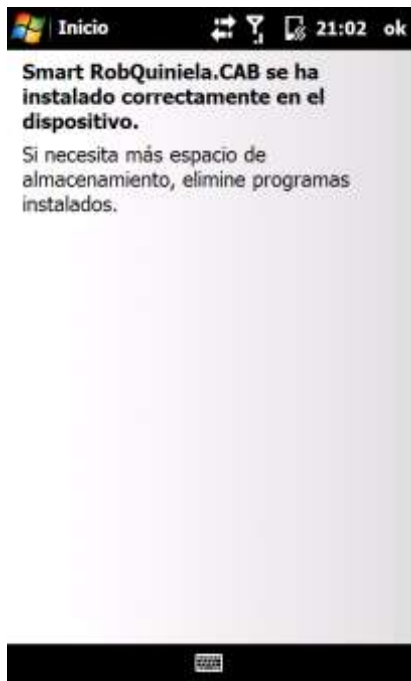 Inicio 21:02 ok
Smart RobQuiniela.CAB se ha
instalado correctamente en el
dispositivo.
Si necesita más espacio de
almacenamiento, elimine programas
instalados.